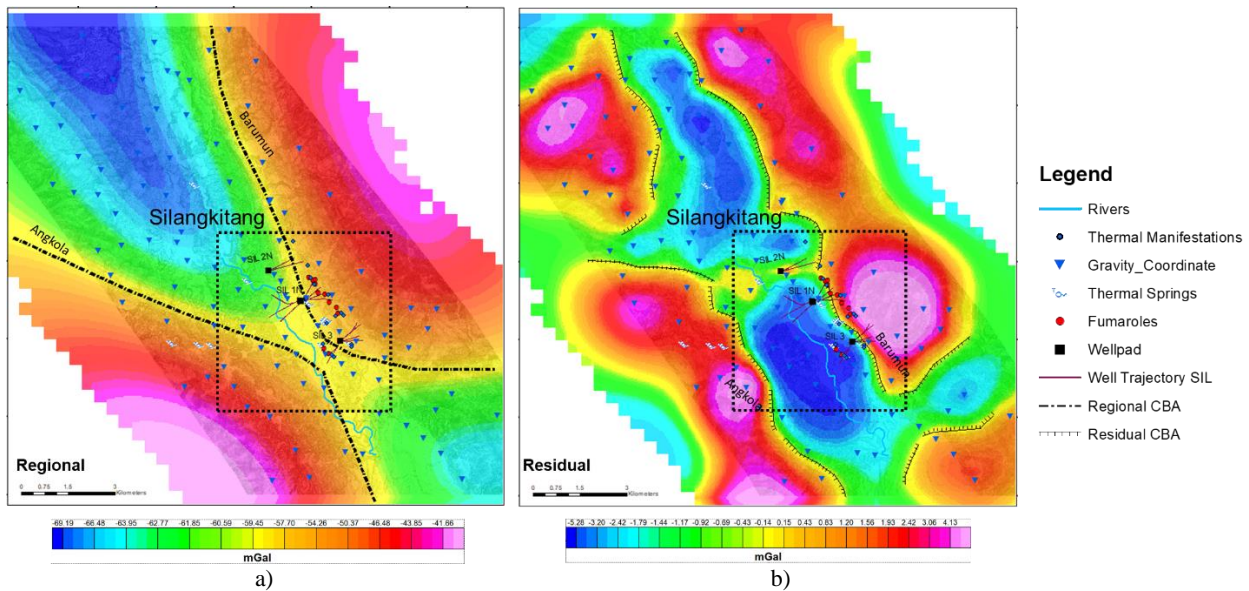 Barumun
Angkola
Silangkitang
SIL 2N
SIL 1N
SIL 3
Regional
0 0.75 1.5 3
Kilometers
-69.19 -66.48 -63.95 -62.77 -61.85 -60.59 -59.45 -57.70 -54.26 -50.37 -46.48 -43.85 -41.66
mGal
a)
Silangkitang
SIL 2N
SIL 1N
SIL 3
Barumun
Angkola
Residual
0 0.75 1.5 3
Kilometers
-5.26 -3.20 -2.42 -1.79 -1.44 -1.17 -0.92 -0.69 -0.43 -0.14 0.15 0.43 0.83 1.20 1.56 1.93 2.42 3.06 4.13
mGal
b)
Legend
Rivers
Thermal Manifestations
Gravity_Coordinate
Thermal Springs
Fumaroles
Wellpad
Well Trajectory SIL
Regional CBA
Residual CBA